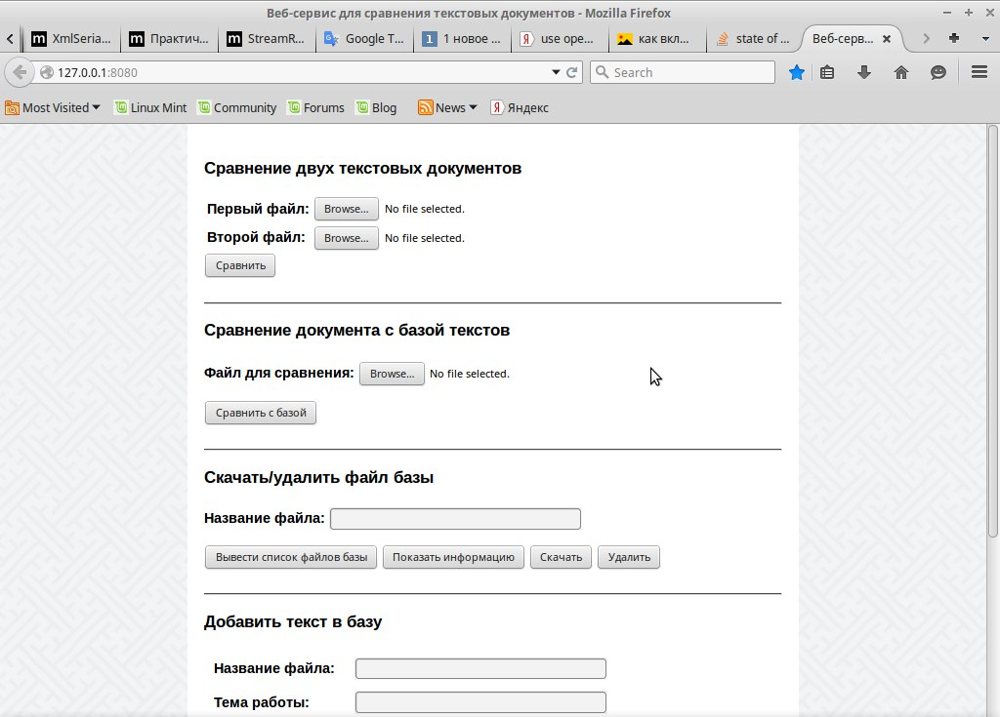 Веб-сервис для сравнения текстовых документов - Mozilla Firefox
XmlSeria... Практич... StreamR... Google T... 1 новое ... use ope... как вкл... state of ... Веб-серв...
127.0.0.1:8080 Search
Most Visited Linux Mint Community Forums Blog News Яндекс
Сравнение двух текстовых документов
Первый файл: Browse... No file selected.
Второй файл: Browse... No file selected.
Сравнить
Сравнение документа с базой текстов
Файл для сравнения: Browse... No file selected.
Сравнить с базой
Скачать/удалить файл базы
Название файла:
Вывести список файлов базы Показать информацию Скачать Удалить
Добавить текст в базу
Название файла:
Тема работы: